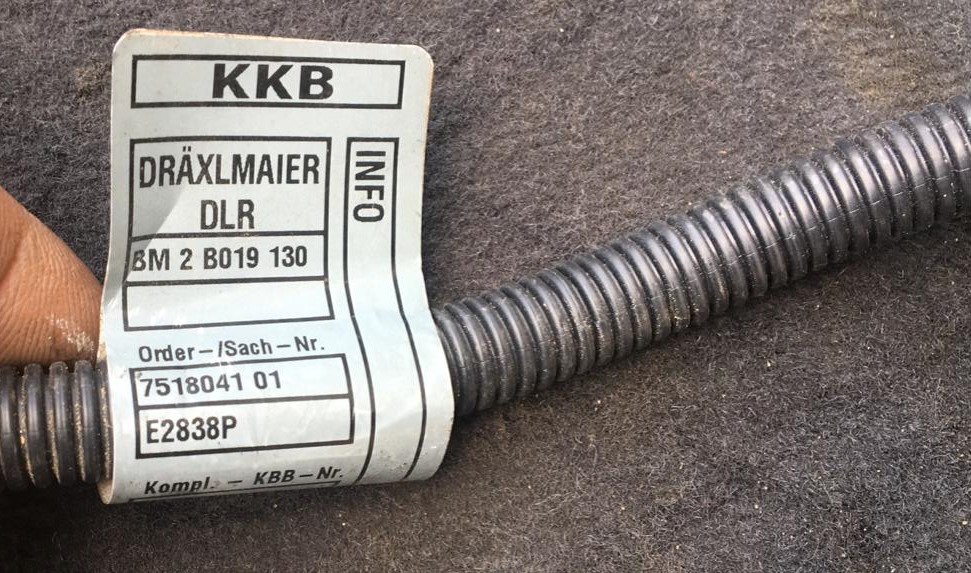 KKB
DRÄXLMAIER
DLR
INFO
BM 2 B019 130
Order-/Sach-Nr.
7518041 01
E2838P
Kompl. - KBB-Nr.